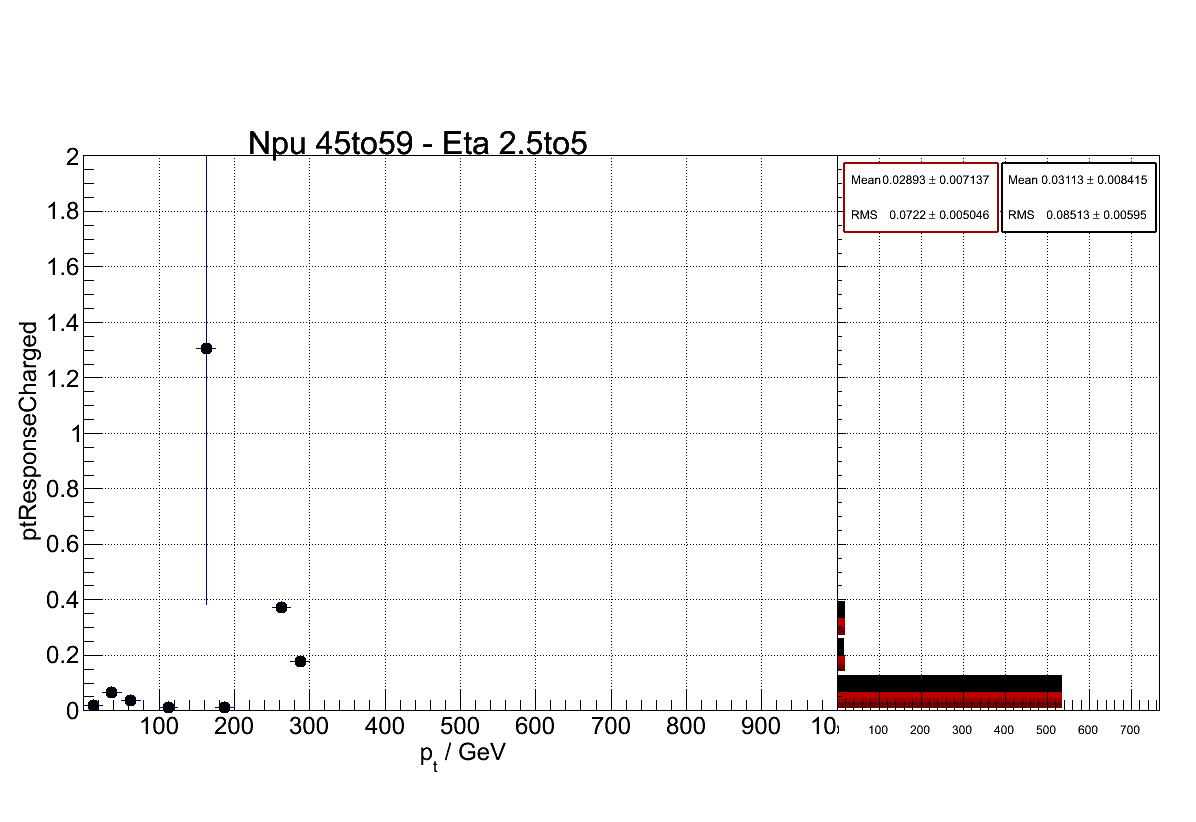 Npu 45to59 - Eta 2.5to5
ptResponseCharged
2
1.8
1.6
1.4
1.2
1
0.8
0.6
0.4
0.2
0
100 200 300 400 500 600 700 800 900
p_t / GeV
Mean 0.02893 ± 0.007137
RMS 0.0722 ± 0.005046
Mean 0.03113 ± 0.008415
RMS 0.08513 ± 0.00595
100 200 300 400 500 600 700